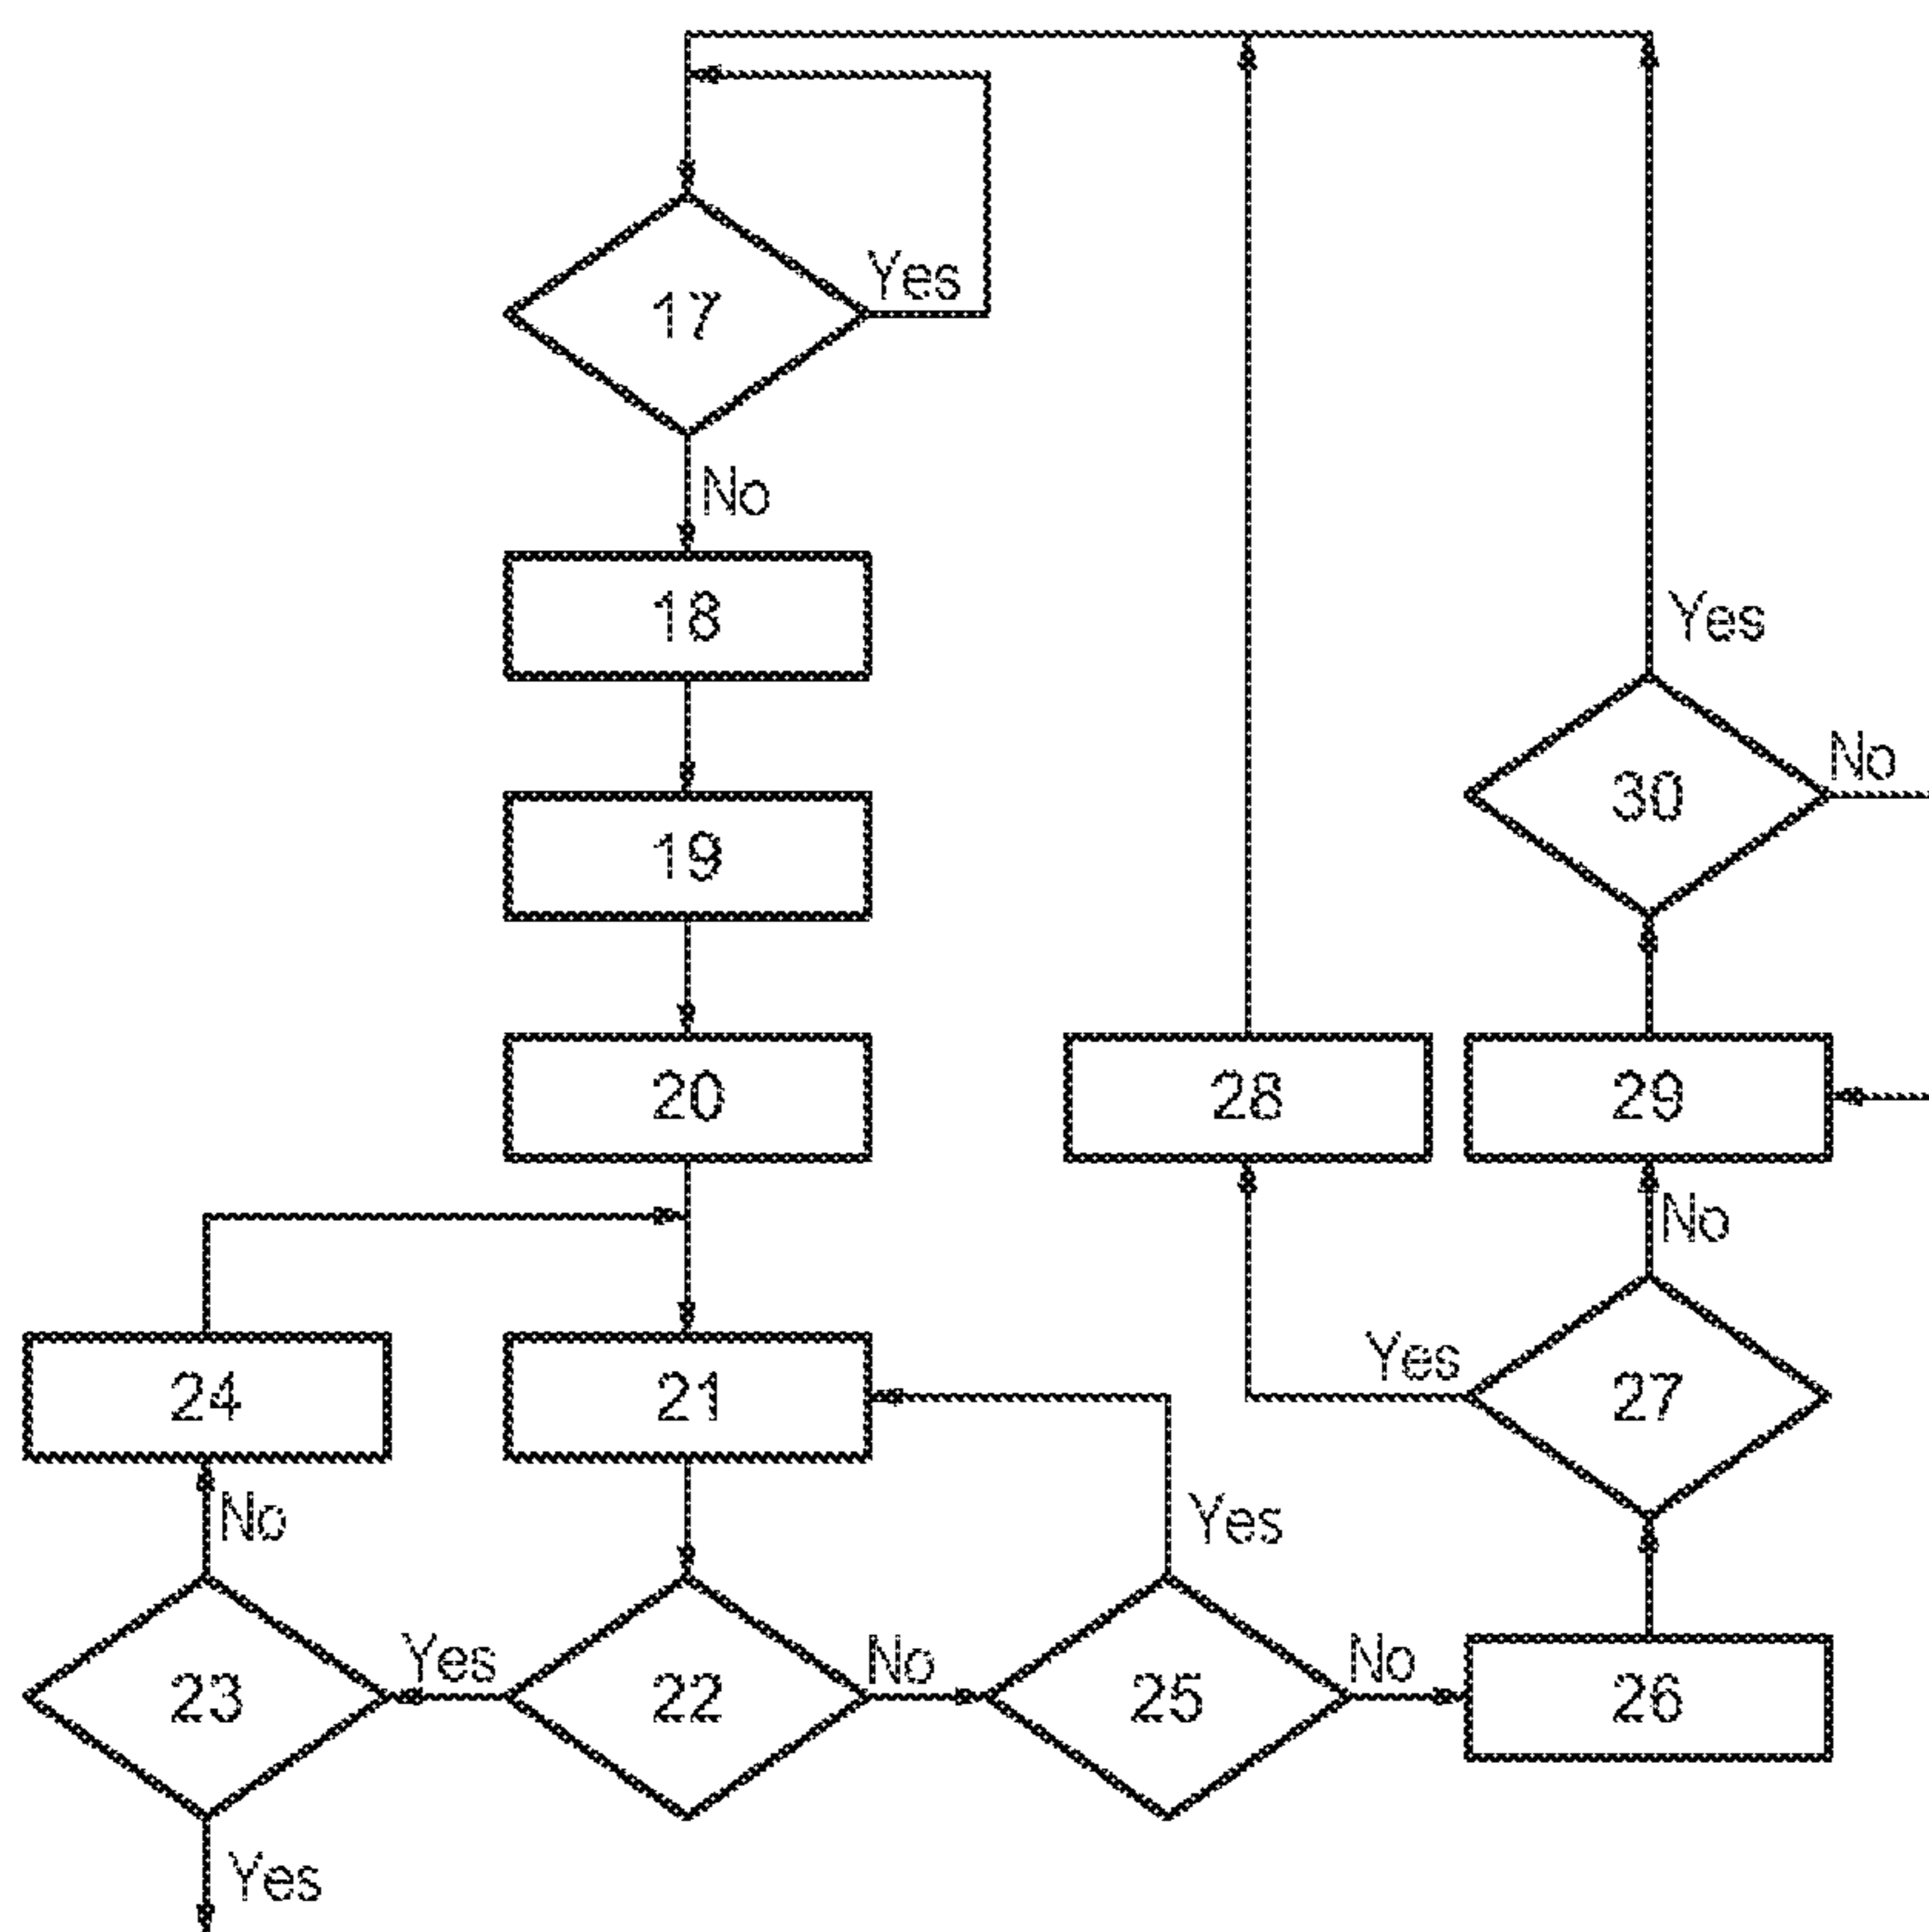 Yes
17
No
18
Yes
No
30
19
20
28
29
No
24
21
Yes
27
No
Yes
23
Yes
22
No
25
No
26
Yes